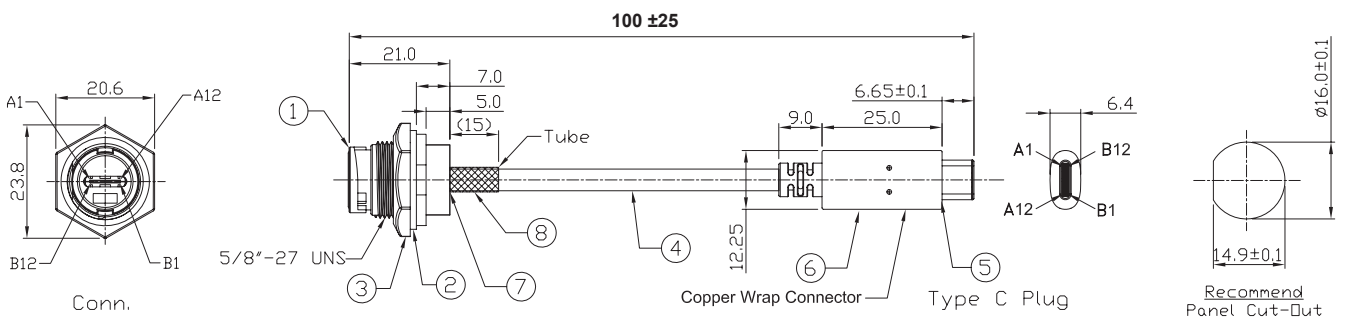 100 ±25
21.0
7.0
5.0
(15)
Tube
6.65±0.1
9.0
25.0
6.4
Ø16.0±0.1
20.6
A1
A12
23.8
B12
B1
Conn.
1
5/8"-27 UNS
3
2
7
8
4
12.25
6
5
Copper Wrap Connector
Type C Plug
A1
B12
A12
B1
14.9±0.1
Recommend
Panel Cut-Out